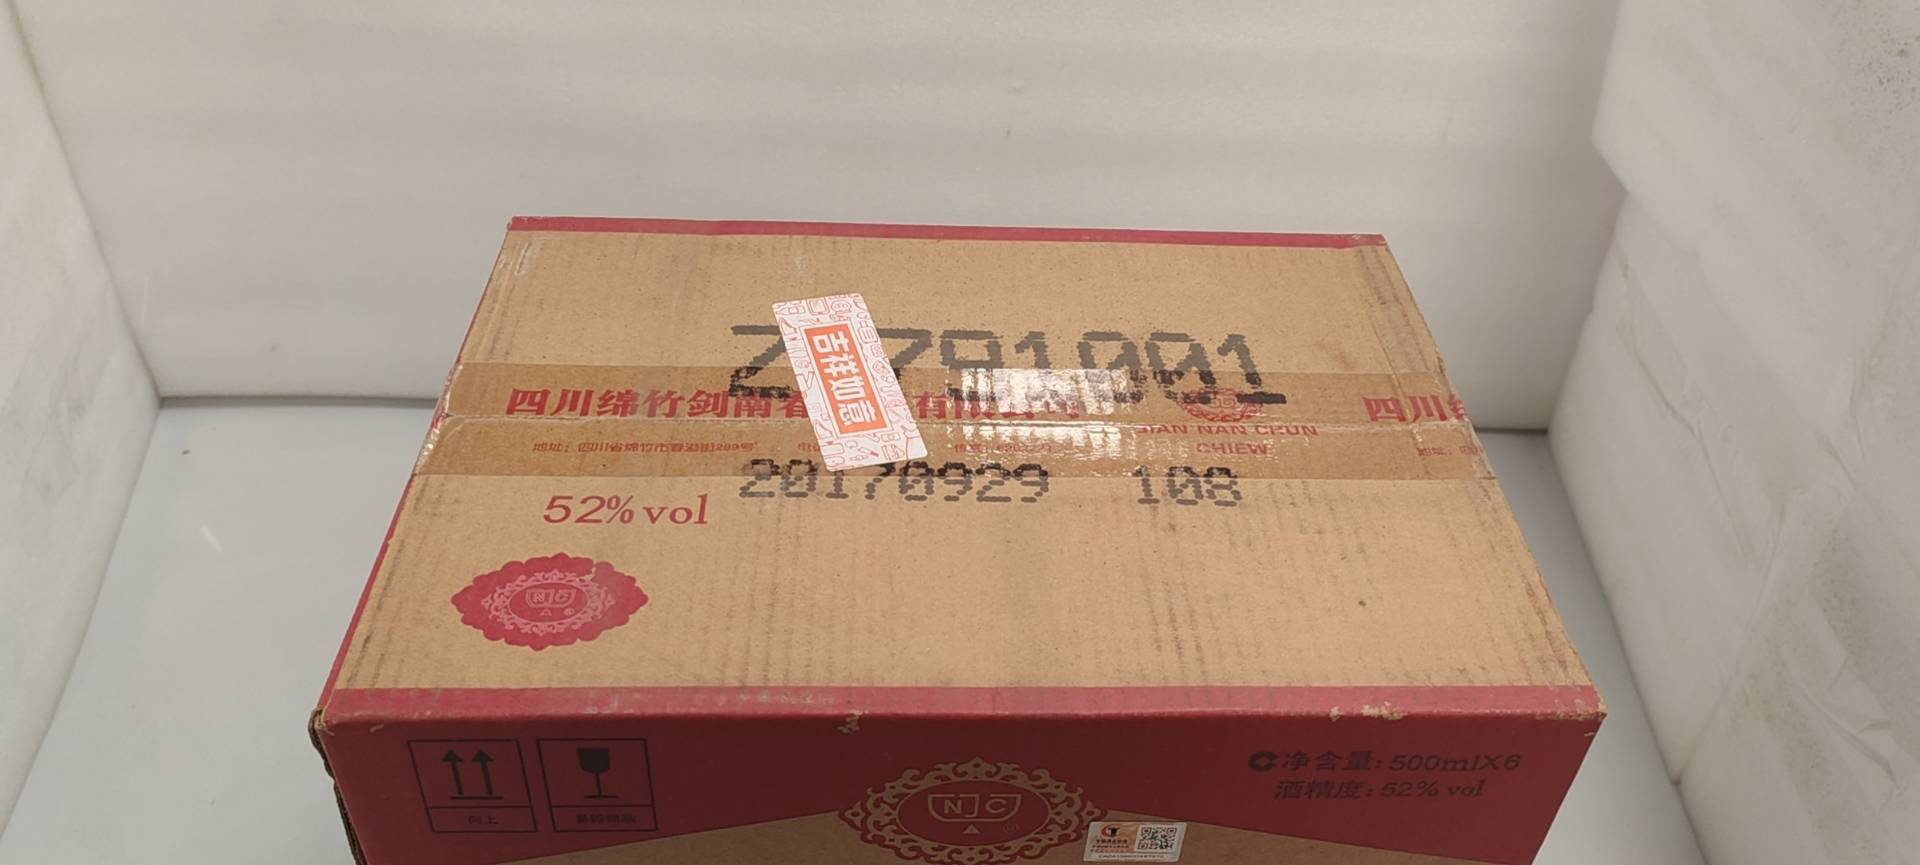 吉祥如意
四川绵竹剑南春
有限公司
四川绵
JIAN NAN CHUN
CHIEW
地址：四川省绵竹市春溢街289号
20170929 108
52%vol
NJC
净含量:500mlX6
酒精度:52% vol
向上
易碎物品
NJC